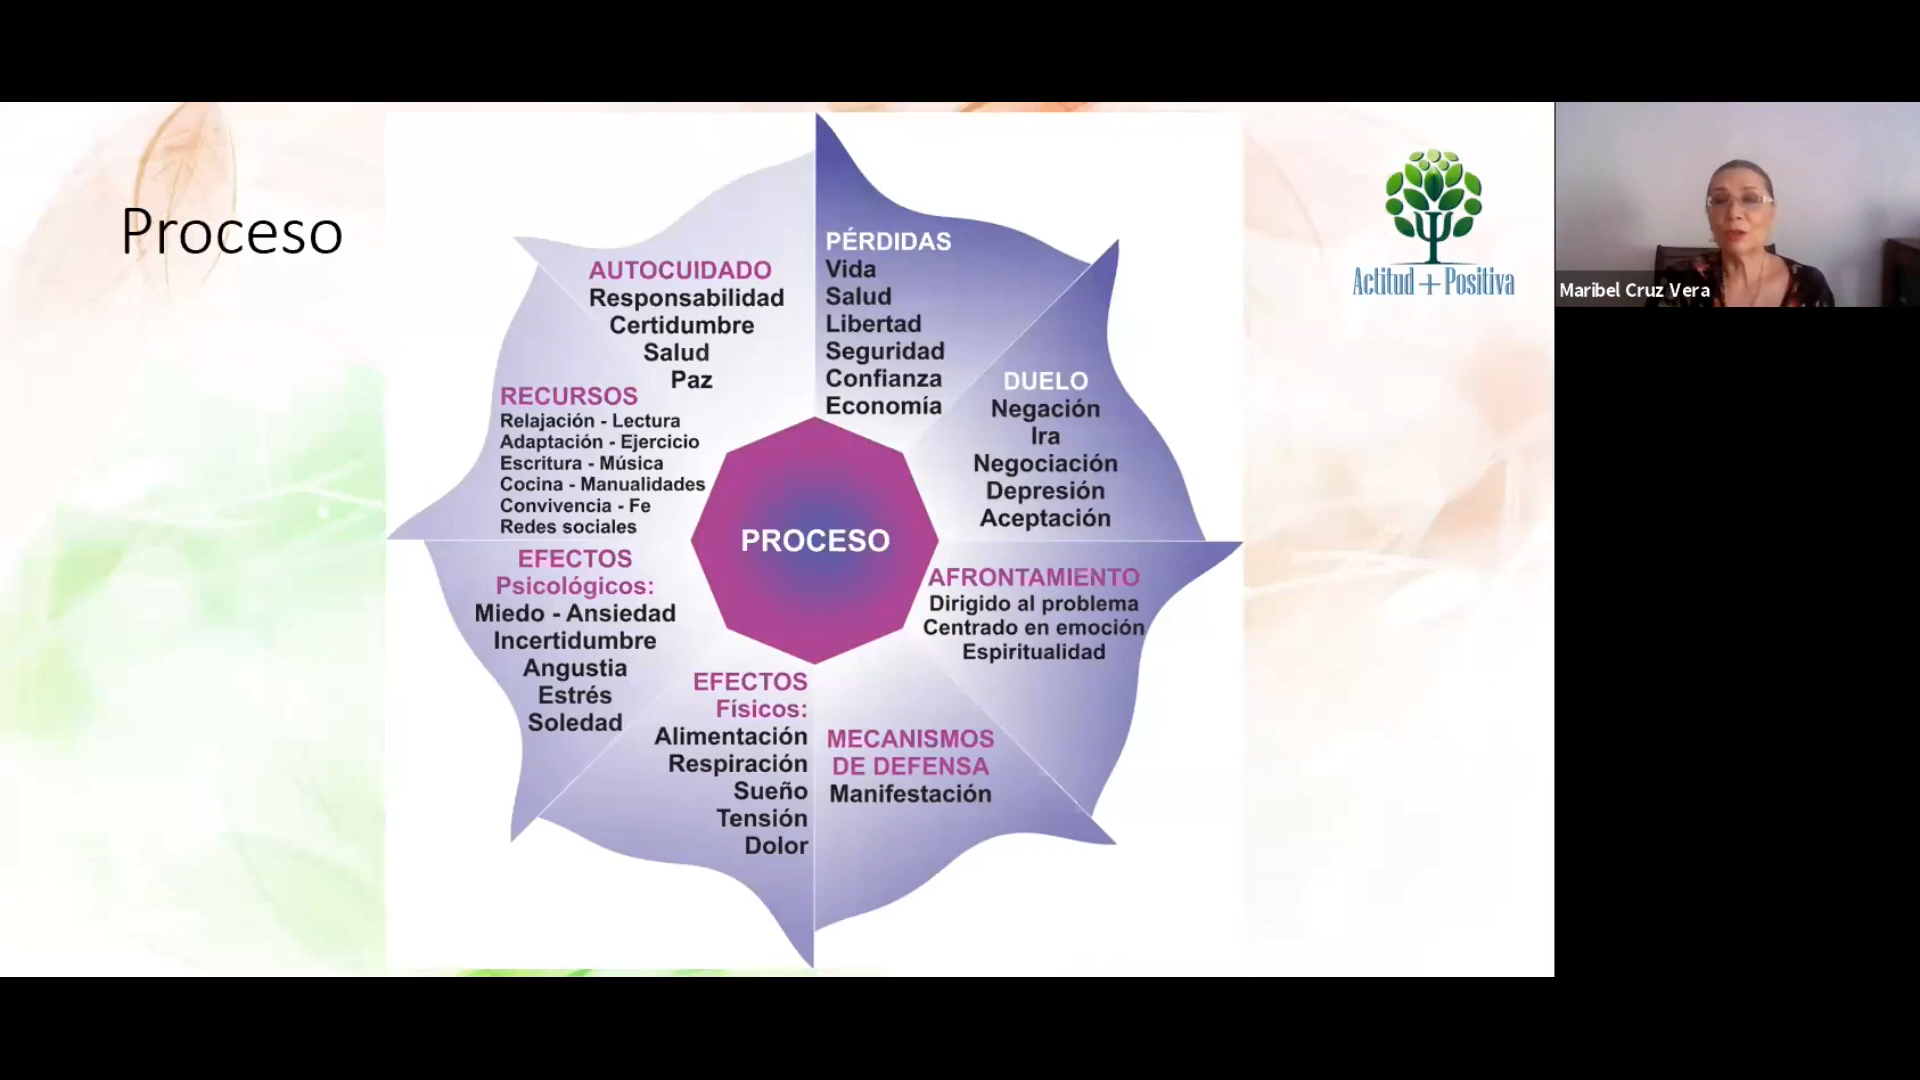 Proceso
PÉRDIDAS
Vida
Salud
Libertad
Seguridad
Confianza
Economía
DUELO
Negación
Ira
Negociación
Depresión
Aceptación
AFRONTAMIENTO
Dirigido al problema
Centrado en emoción
Espiritualidad
MECANISMOS
DE DEFENSA
Manifestación
EFECTOS
Físicos:
Alimentación
Respiración
Sueño
Tensión
Dolor
EFECTOS
Psicológicos:
Miedo - Ansiedad
Incertidumbre
Angustia
Estrés
Soledad
RECURSOS
Relajación - Lectura
Adaptación - Ejercicio
Escritura - Música
Cocina - Manualidades
Convivencia - Fe
Redes sociales
AUTOCUIDADO
Responsabilidad
Certidumbre
Salud
Paz
PROCESO
Actitud + Positiva
Maribel Cruz Vera